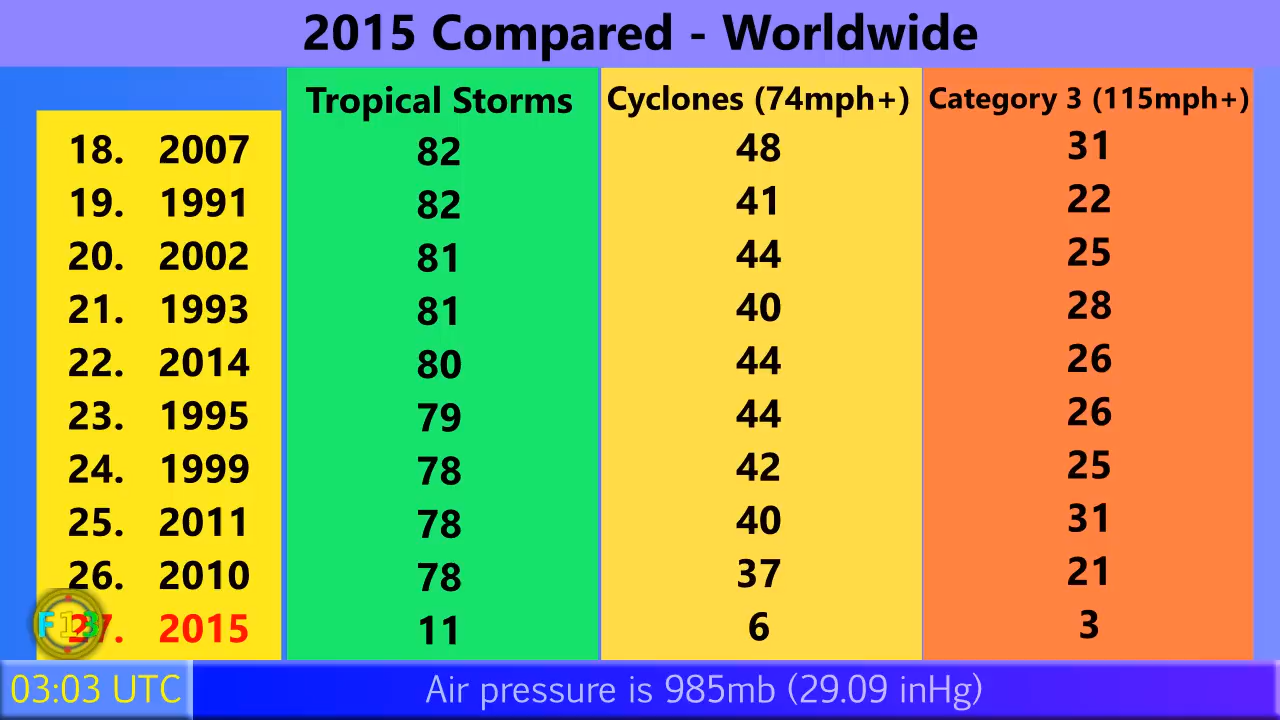 2015 Compared - Worldwide
Tropical Storms Cyclones (74mph+) Category 3 (115mph+)
18. 2007 82 48 31
19. 1991 82 41 22
20. 2002 81 44 25
21. 1993 81 40 28
22. 2014 80 44 26
23. 1995 79 44 26
24. 1999 78 42 25
25. 2011 78 40 31
26. 2010 78 37 21
27. 2015 11 6 3
F13
03:03 UTC Air pressure is 985mb (29.09 inHg)